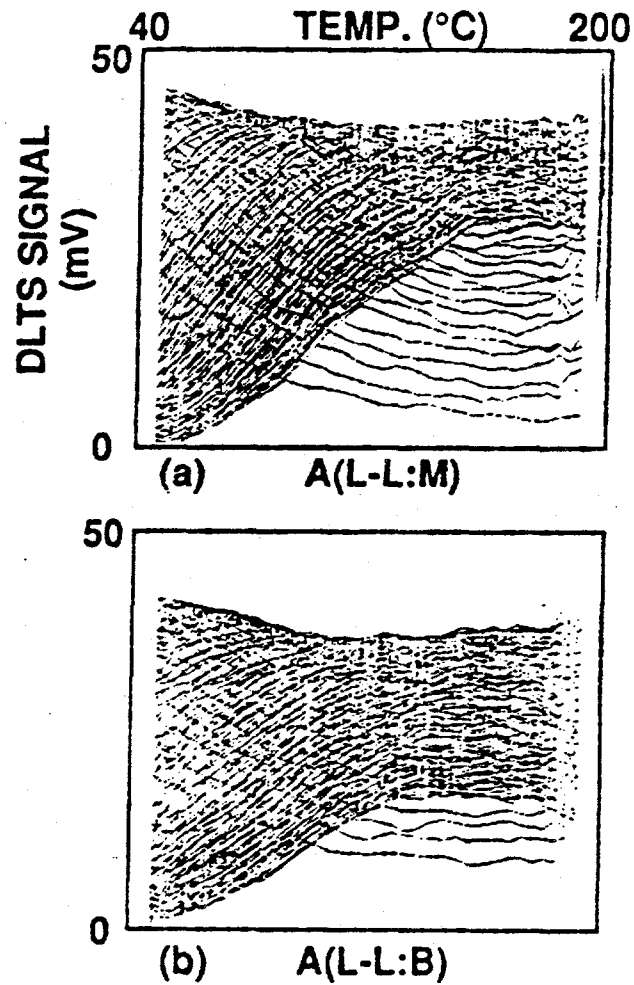 40 TEMP. (°C) 200
50
DLTS SIGNAL
(mV)
0
(a) A(L-L:M)
50
0
(b) A(L-L:B)